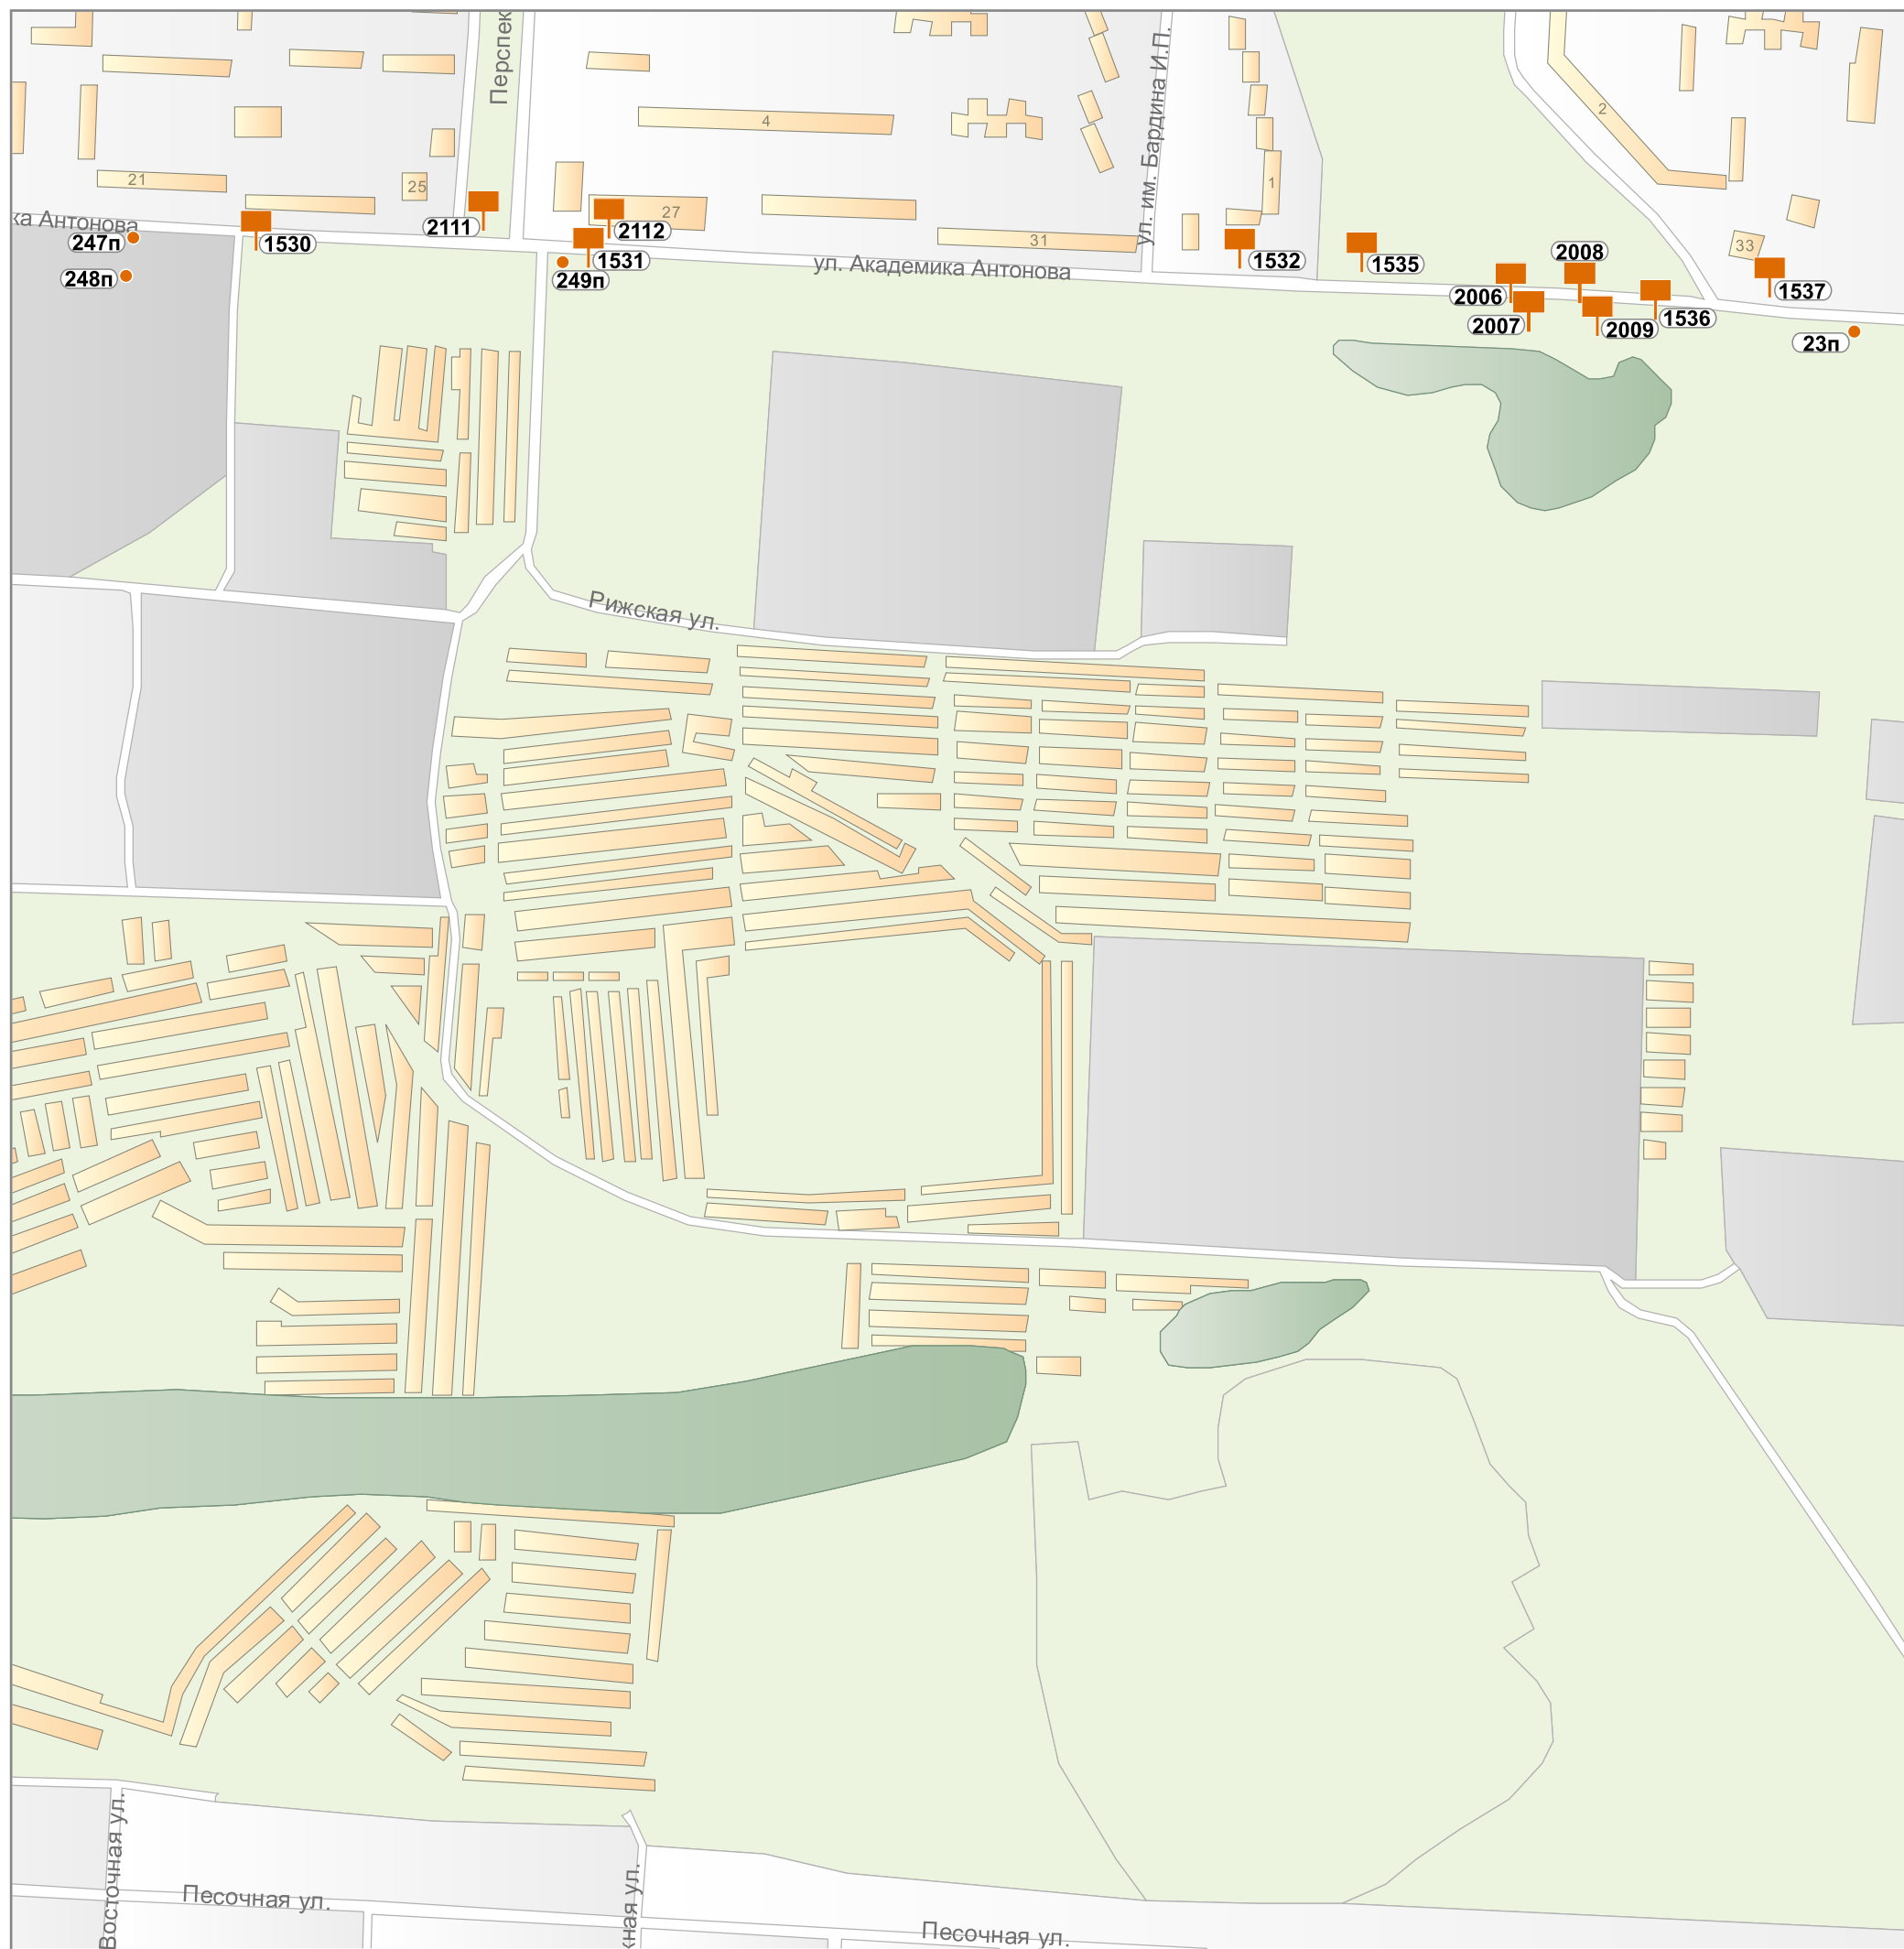 Перспек
ул. им. Бардина И.П.
4
2
21
25
27
1
31
33
ка Антонова
247п
248п
1530
2111
2112
1531
249п
ул. Академика Антонова
1532
1535
2008
2006
2007
2009
1536
1537
23п
Рижская ул.
Восточная ул.
Песочная ул.
жная ул.
Песочная ул.